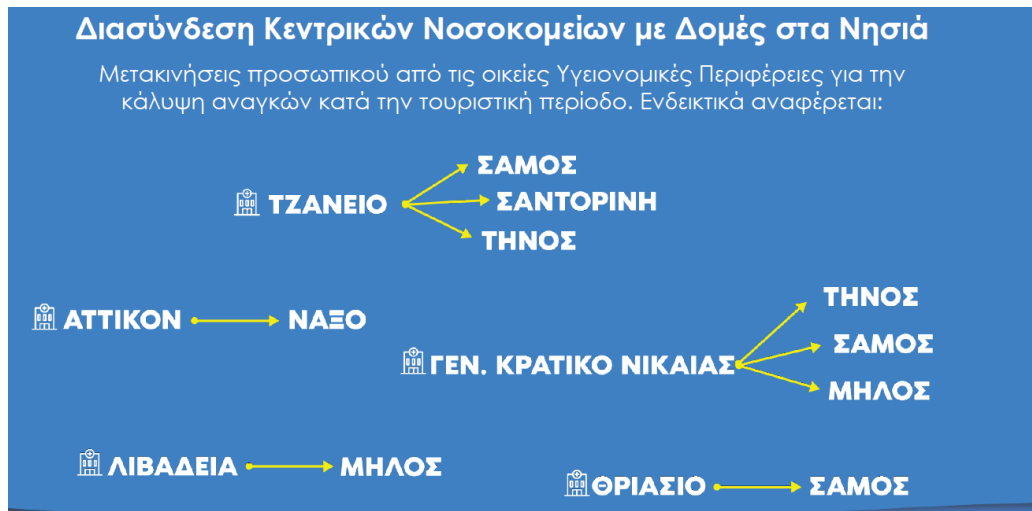 Διασύνδεση Κεντρικών Νοσοκομείων με Δομές στα Νησιά
Μετακινήσεις προσωπικού από τις οικείες Υγειονομικές Περιφέρειες για την
κάλυψη αναγκών κατά την τουριστική περίοδο. Ενδεικτικά αναφέρεται:
ΤΖΑΝΕΙΟ
ΣΑΜΟΣ
ΣΑΝΤΟΡΙΝΗ
ΤΗΝΟΣ
ΑΤΤΙΚΟΝ
ΝΑΞΟ
ΓΕΝ. ΚΡΑΤΙΚΟ ΝΙΚΑΙΑΣ
ΤΗΝΟΣ
ΣΑΜΟΣ
ΜΗΛΟΣ
ΛΙΒΑΔΕΙΑ
ΜΗΛΟΣ
ΘΡΙΑΣΙΟ
ΣΑΜΟΣ